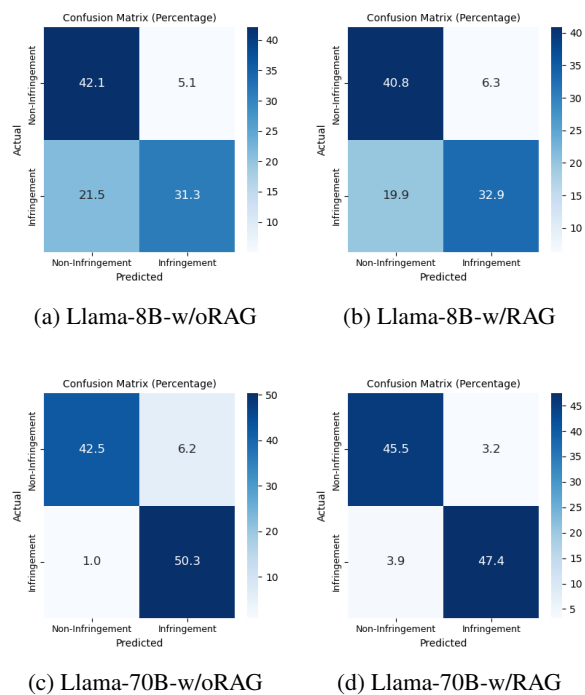 Confusion Matrix (Percentage)
Actual
Non-Infringement
Infringement
42.1 5.1
21.5 31.3
Non-Infringement Infringement
Predicted
40
35
30
25
20
15
10
(a) Llama-8B-w/oRAG
Confusion Matrix (Percentage)
Actual
Non-Infringement
Infringement
40.8 6.3
19.9 32.9
Non-Infringement Infringement
Predicted
40
35
30
25
20
15
10
(b) Llama-8B-w/RAG
Confusion Matrix (Percentage)
Actual
Non-Infringement
Infringement
42.5 6.2
1.0 50.3
Non-Infringement Infringement
Predicted
50
40
30
20
10
(c) Llama-70B-w/oRAG
Confusion Matrix (Percentage)
Actual
Non-Infringement
Infringement
45.5 3.2
3.9 47.4
Non-Infringement Infringement
Predicted
45
40
35
30
25
20
15
10
5
(d) Llama-70B-w/RAG